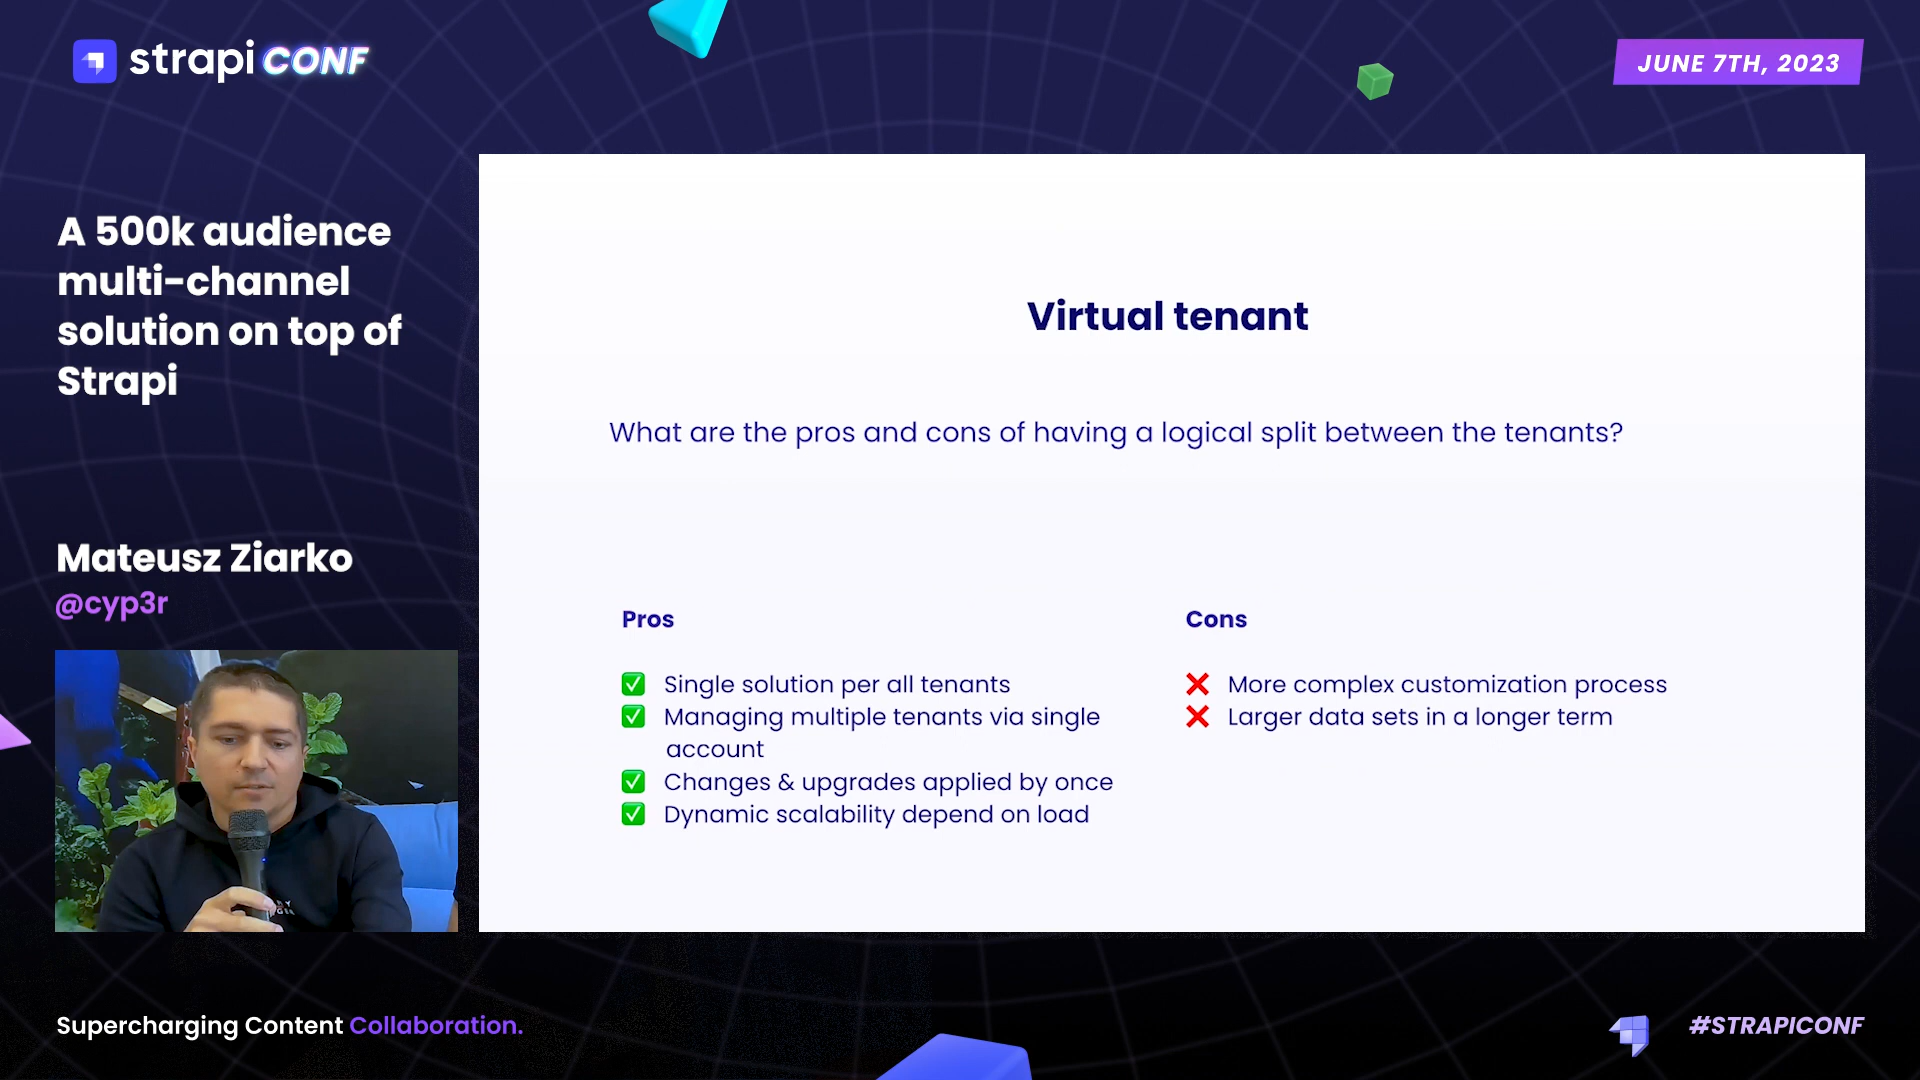 strapi CONF
JUNE 7TH, 2023
A 500k audience
multi-channel
solution on top of
Strapi
Mateusz Ziarko
@cyp3r
Virtual tenant
What are the pros and cons of having a logical split between the tenants?
Pros
✅ Single solution per all tenants
✅ Managing multiple tenants via single
account
✅ Changes & upgrades applied by once
✅ Dynamic scalability depend on load
Cons
❌ More complex customization process
❌ Larger data sets in a longer term
Supercharging Content Collaboration.
#STRAPICONF